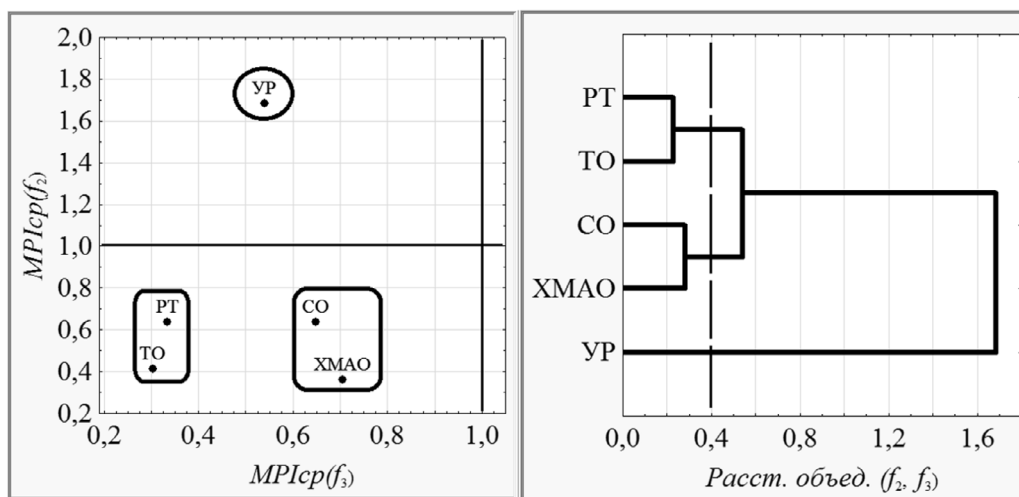 2,0
1,8
1,6
1,4
1,2
1,0
0,8
0,6
0,4
0,2
MPIср(f₂)
УР
РТ
ТО
СО
ХМАО
0,2 0,4 0,6 0,8 1,0
MPIср(f₃)
РТ
ТО
СО
ХМАО
УР
0,0 0,4 0,8 1,2 1,6
Расст. объед. (f₂, f₃)